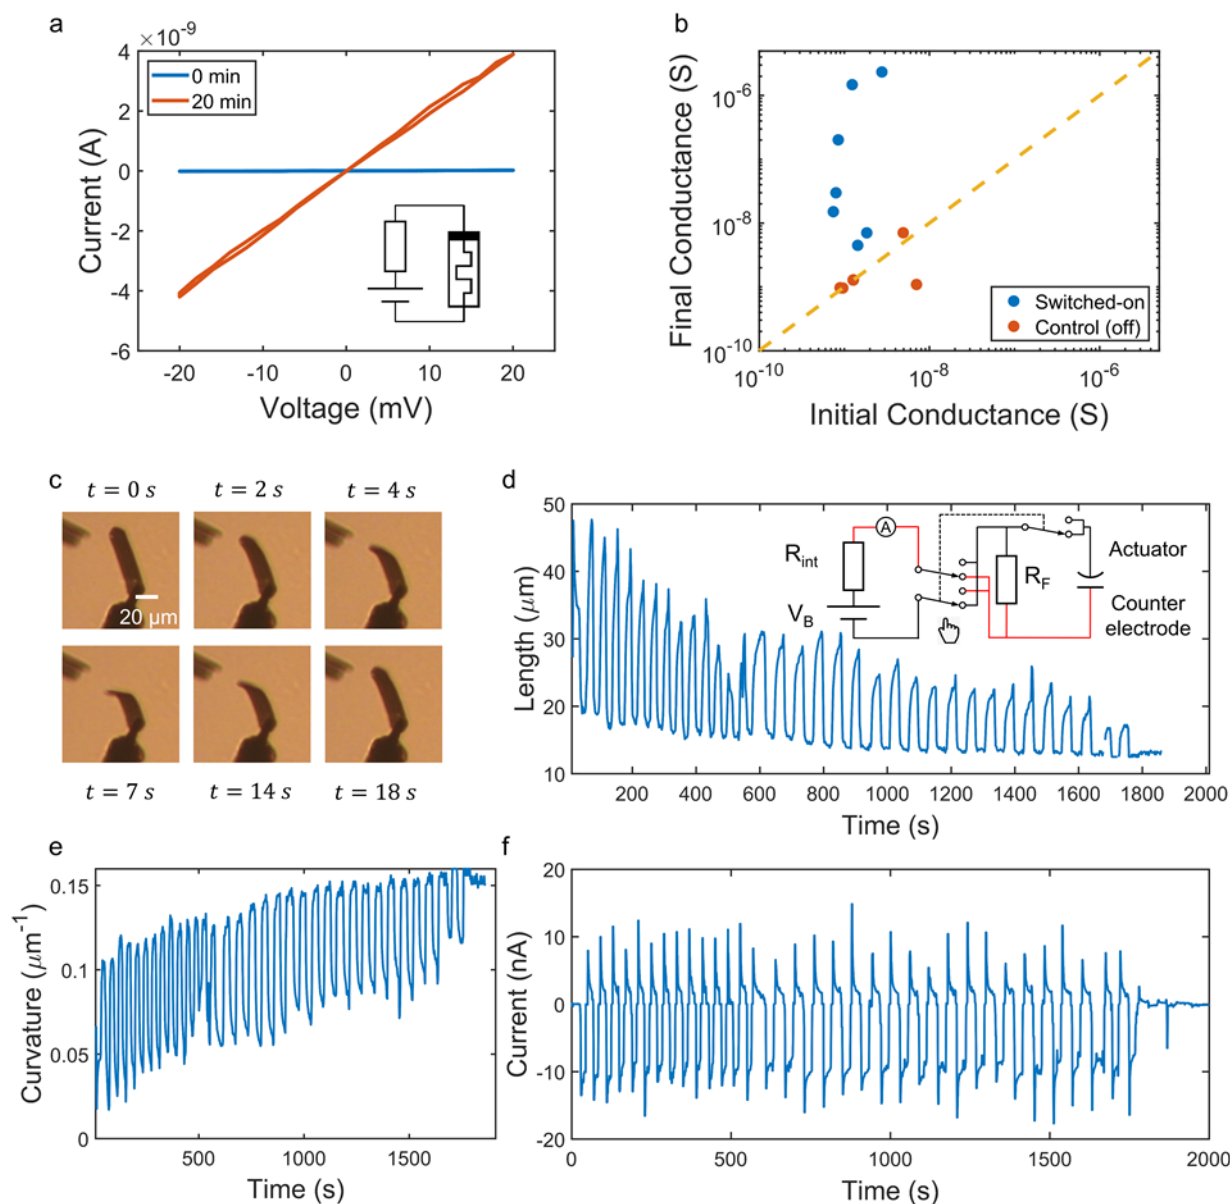 a
×10⁻⁹
4
2
0
-2
-4
-6
0 min
20 min
Current (A)
-20
-10
0
10
20
Voltage (mV)
b
10⁻⁶
10⁻⁸
10⁻¹⁰
Final Conductance (S)
Switched-on
Control (off)
10⁻¹⁰
10⁻⁸
10⁻⁶
Initial Conductance (S)
c
t = 0 s
t = 2 s
t = 4 s
20 μm
t = 7 s
t = 14 s
t = 18 s
d
50
40
30
20
10
Length (μm)
A
R_int
V_B
R_F
Actuator
Counter
electrode
200
400
600
800
1000
1200
1400
1600
1800
2000
Time (s)
e
0.15
0.1
0.05
0
Curvature (μm⁻¹)
500
1000
1500
Time (s)
f
20
10
0
-10
-20
Current (nA)
0
500
1000
1500
2000
Time (s)